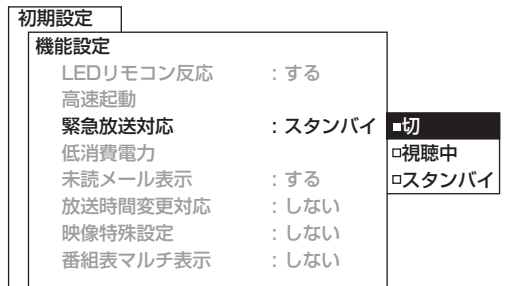 初期設定
機能設定
LEDリモコン反応 : する
高速起動
緊急放送対応 : スタンバイ
■切
□視聴中
□スタンバイ
低消費電力
未読メール表示 : する
放送時間変更対応 : しない
映像特殊設定 : しない
番組表マルチ表示 : しない